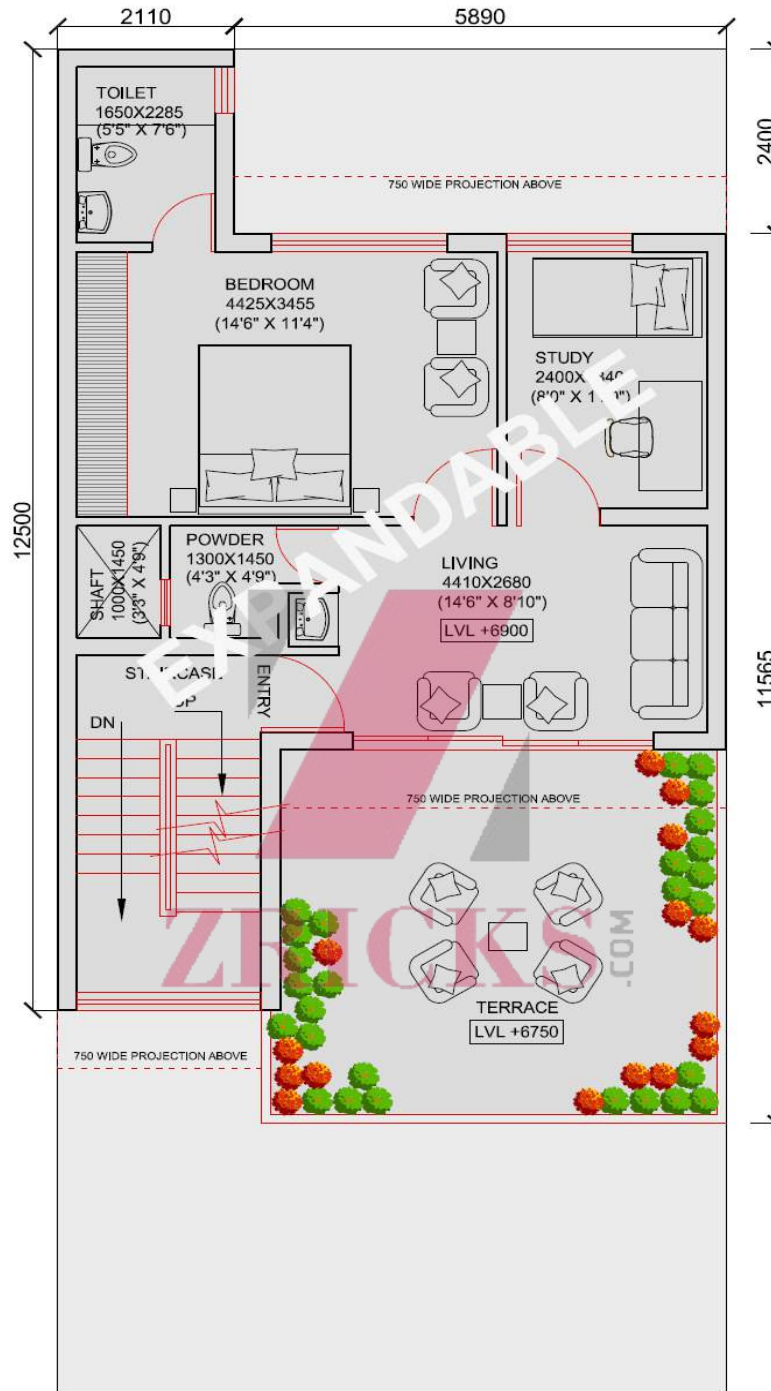 2110
5890
TOILET
1650X2285
(5'5" X 7'6")
2400
750 WIDE PROJECTION ABOVE
BEDROOM
4425X3455
(14'6" X 11'4")
STUDY
EXPANDABLE
12500
SHAFT
1000X1450
(3'3" X 4'9")
POWDER
1300X1450
(4'3" X 4'9")
LIVING
4410X2680
(14'6" X 8'10")
LVL +6900
11565
ENTRY
DN
750 WIDE PROJECTION ABOVE
ZRICKS
.COM
TERRACE
LVL +6750
750 WIDE PROJECTION ABOVE